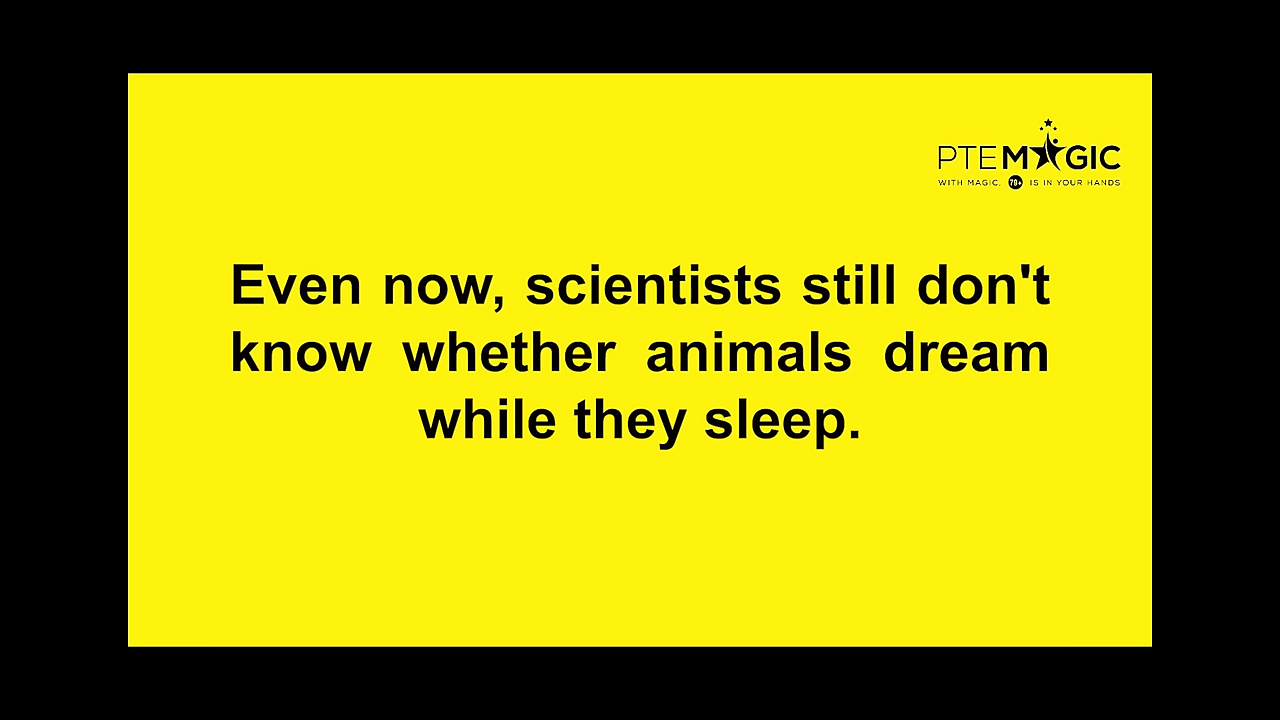 PTEMAGIC
WITH MAGIC, 79+ IS IN YOUR HANDS
Even now, scientists still don't
know whether animals dream
while they sleep.